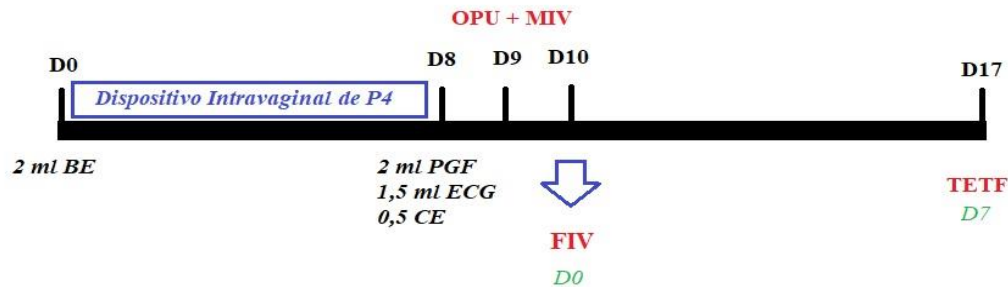 OPU + MIV
D0
D8
D9
D10
D17
Dispositivo Intravaginal de P4
2 ml BE
2 ml PGF
1,5 ml ECG
0,5 CE
FIV
D0
TETF
D7